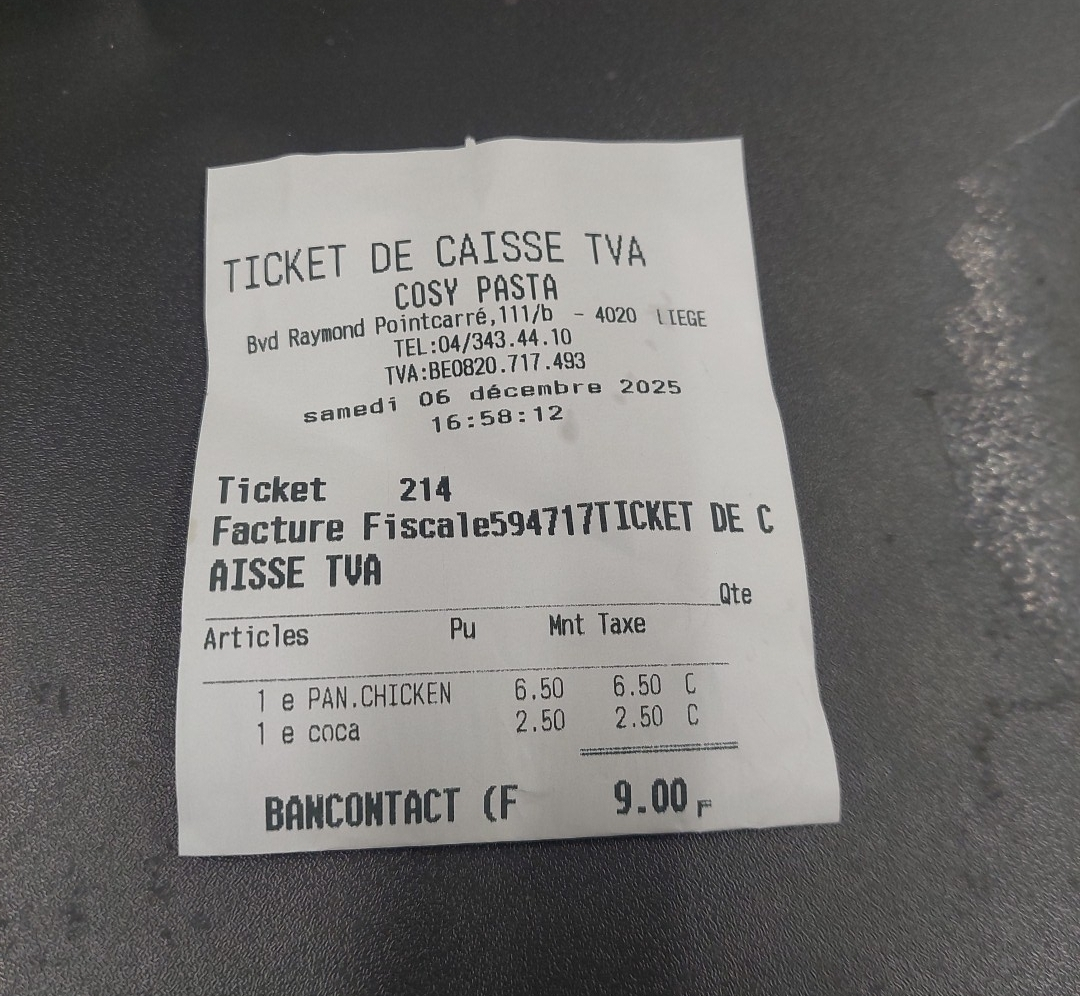 TICKET DE CAISSE TVA
COSY PASTA
Bvd Raymond Pointcarré,111/b - 4020 LIEGE
TEL:04/343.44.10
TVA:BE0820.717.493
samedi 06 décembre 2025
16:58:12
Ticket 214
Facture Fiscale594717TICKET DE C
AISSE TVA
Qte
Articles Pu Mnt Taxe
1 e PAN.CHICKEN 6.50 6.50 C
1 e coca 2.50 2.50 C
BANCONTACT (F 9.00 F